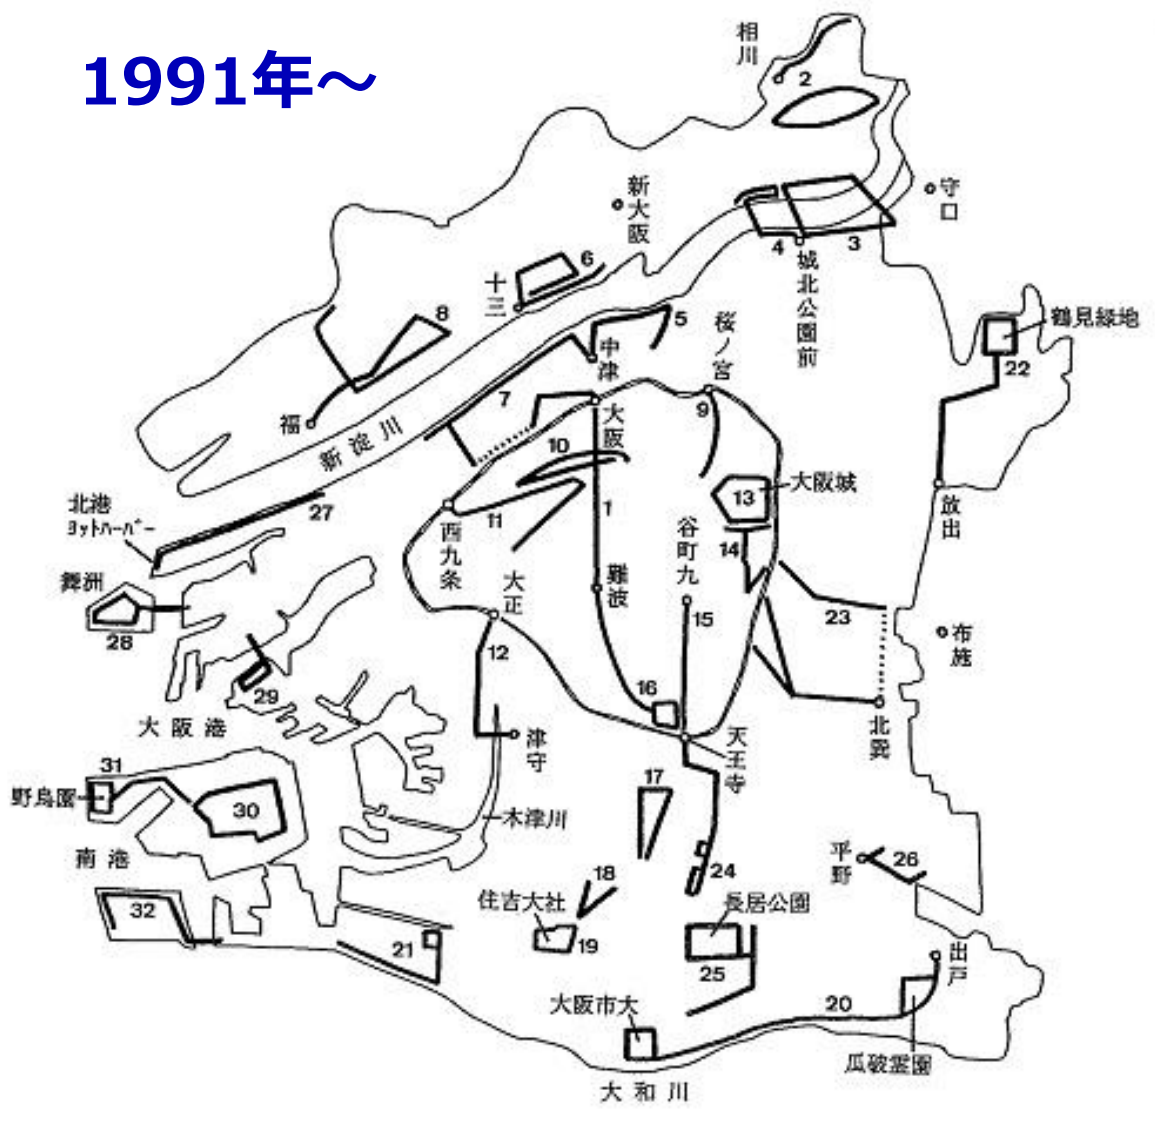 1991年～
相川
2
新大阪
守口
4
3
城北公園前
6
十三
8
5
桜ノ宮
鶴見緑地
22
中津
7
9
福
新淀川
大阪
10
北港
ヨットハーバー
27
11
1
13
大阪城
放出
西九条
谷町九
14
舞洲
28
大正
難波
15
23
布施
12
16
29
大阪港
津守
天王寺
北巽
31
野鳥園
30
17
木津川
南港
24
平野
26
18
住吉大社
長居公園
32
21
19
25
出戸
大阪市大
20
瓜破霊園
大和川